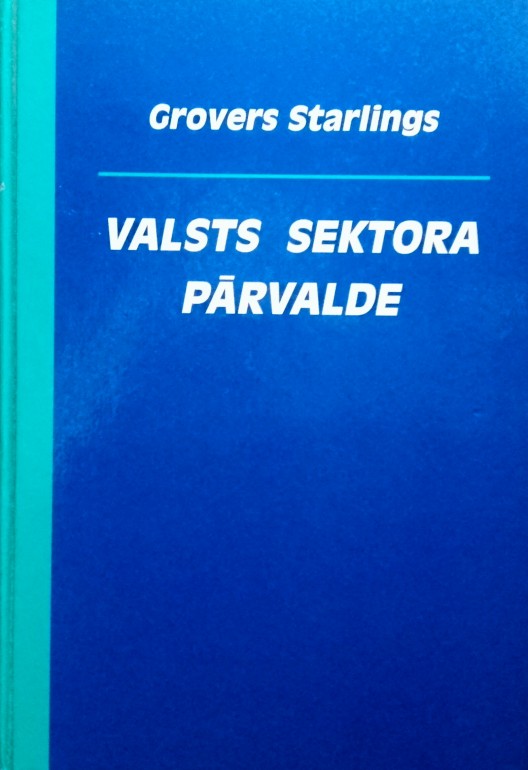 Grovers Starlings
VALSTS SEKTORA
PĀRVALDE